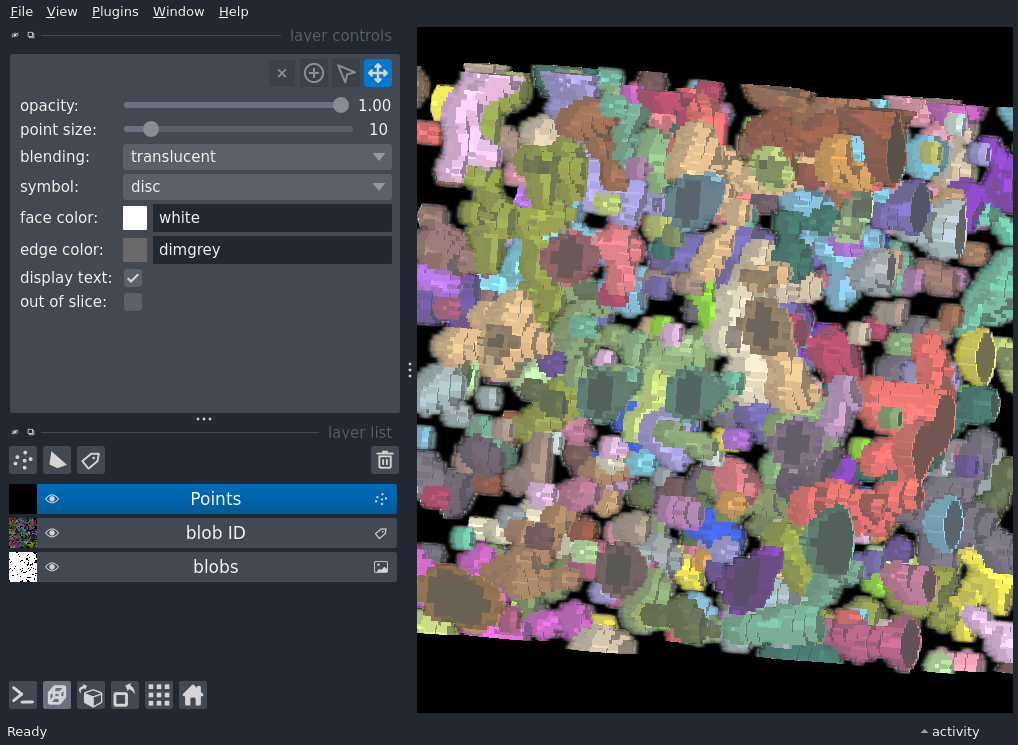 File View Plugins Window Help
layer controls
opacity: 1.00
point size: 10
blending: translucent
symbol: disc
face color: white
edge color: dimgrey
display text:
out of slice:
layer list
Points
blob ID
blobs
Ready activity